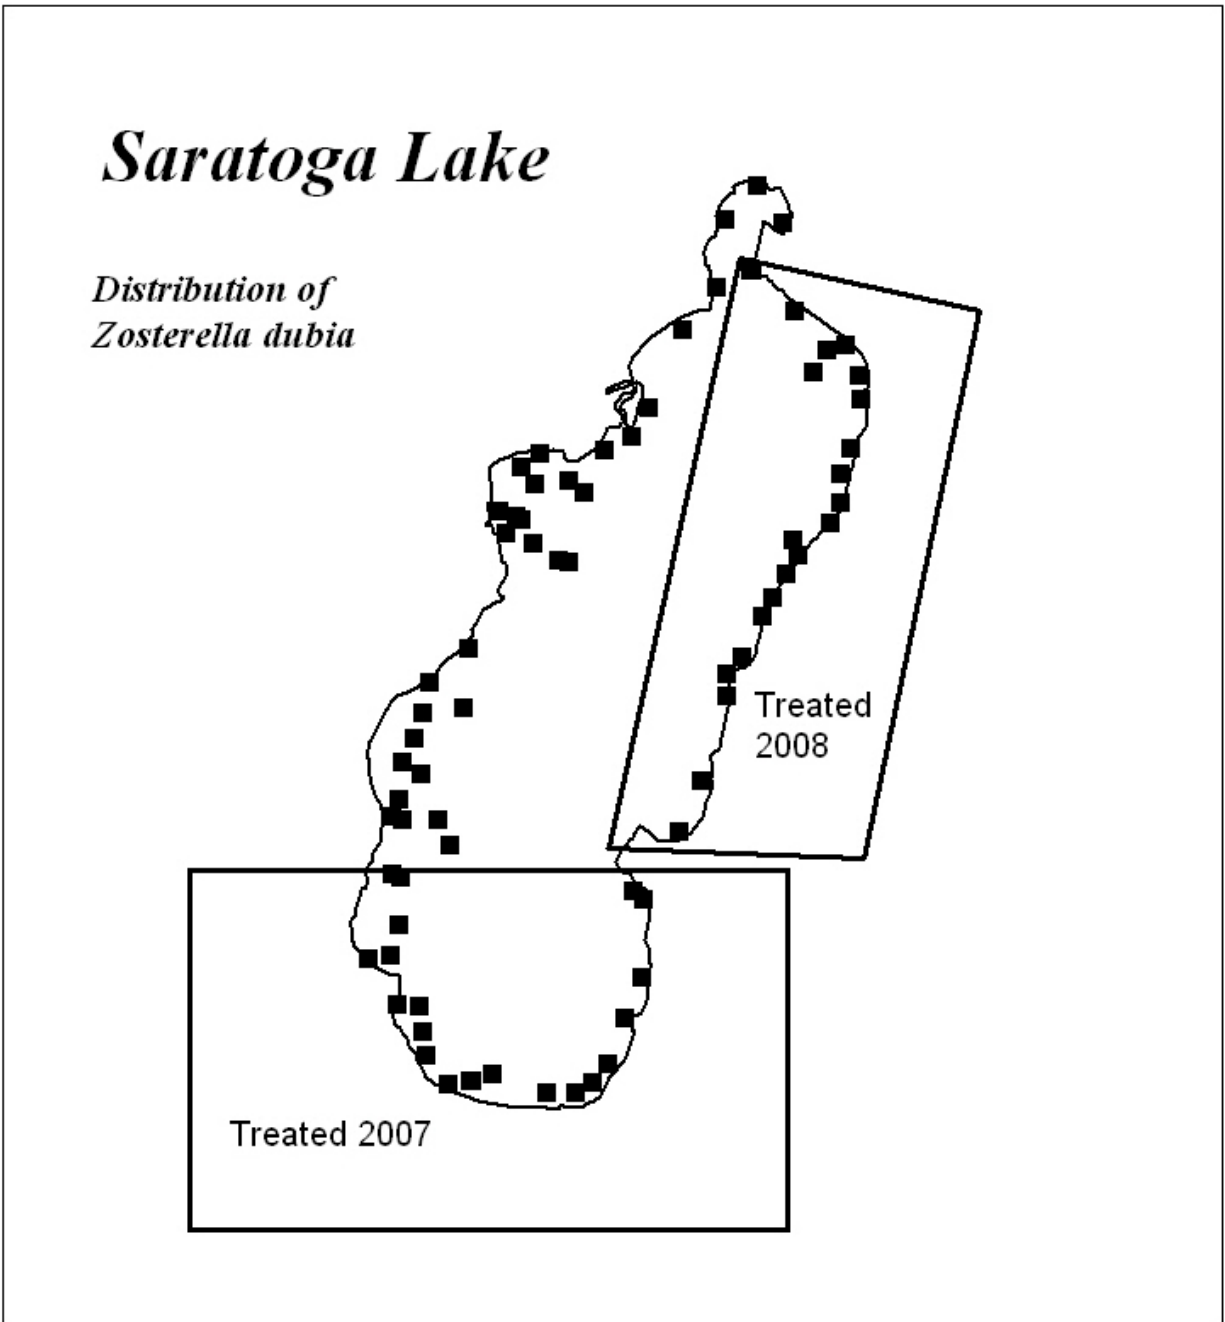 Saratoga Lake
Distribution of
Zosterella dubia
Treated
2008
Treated 2007